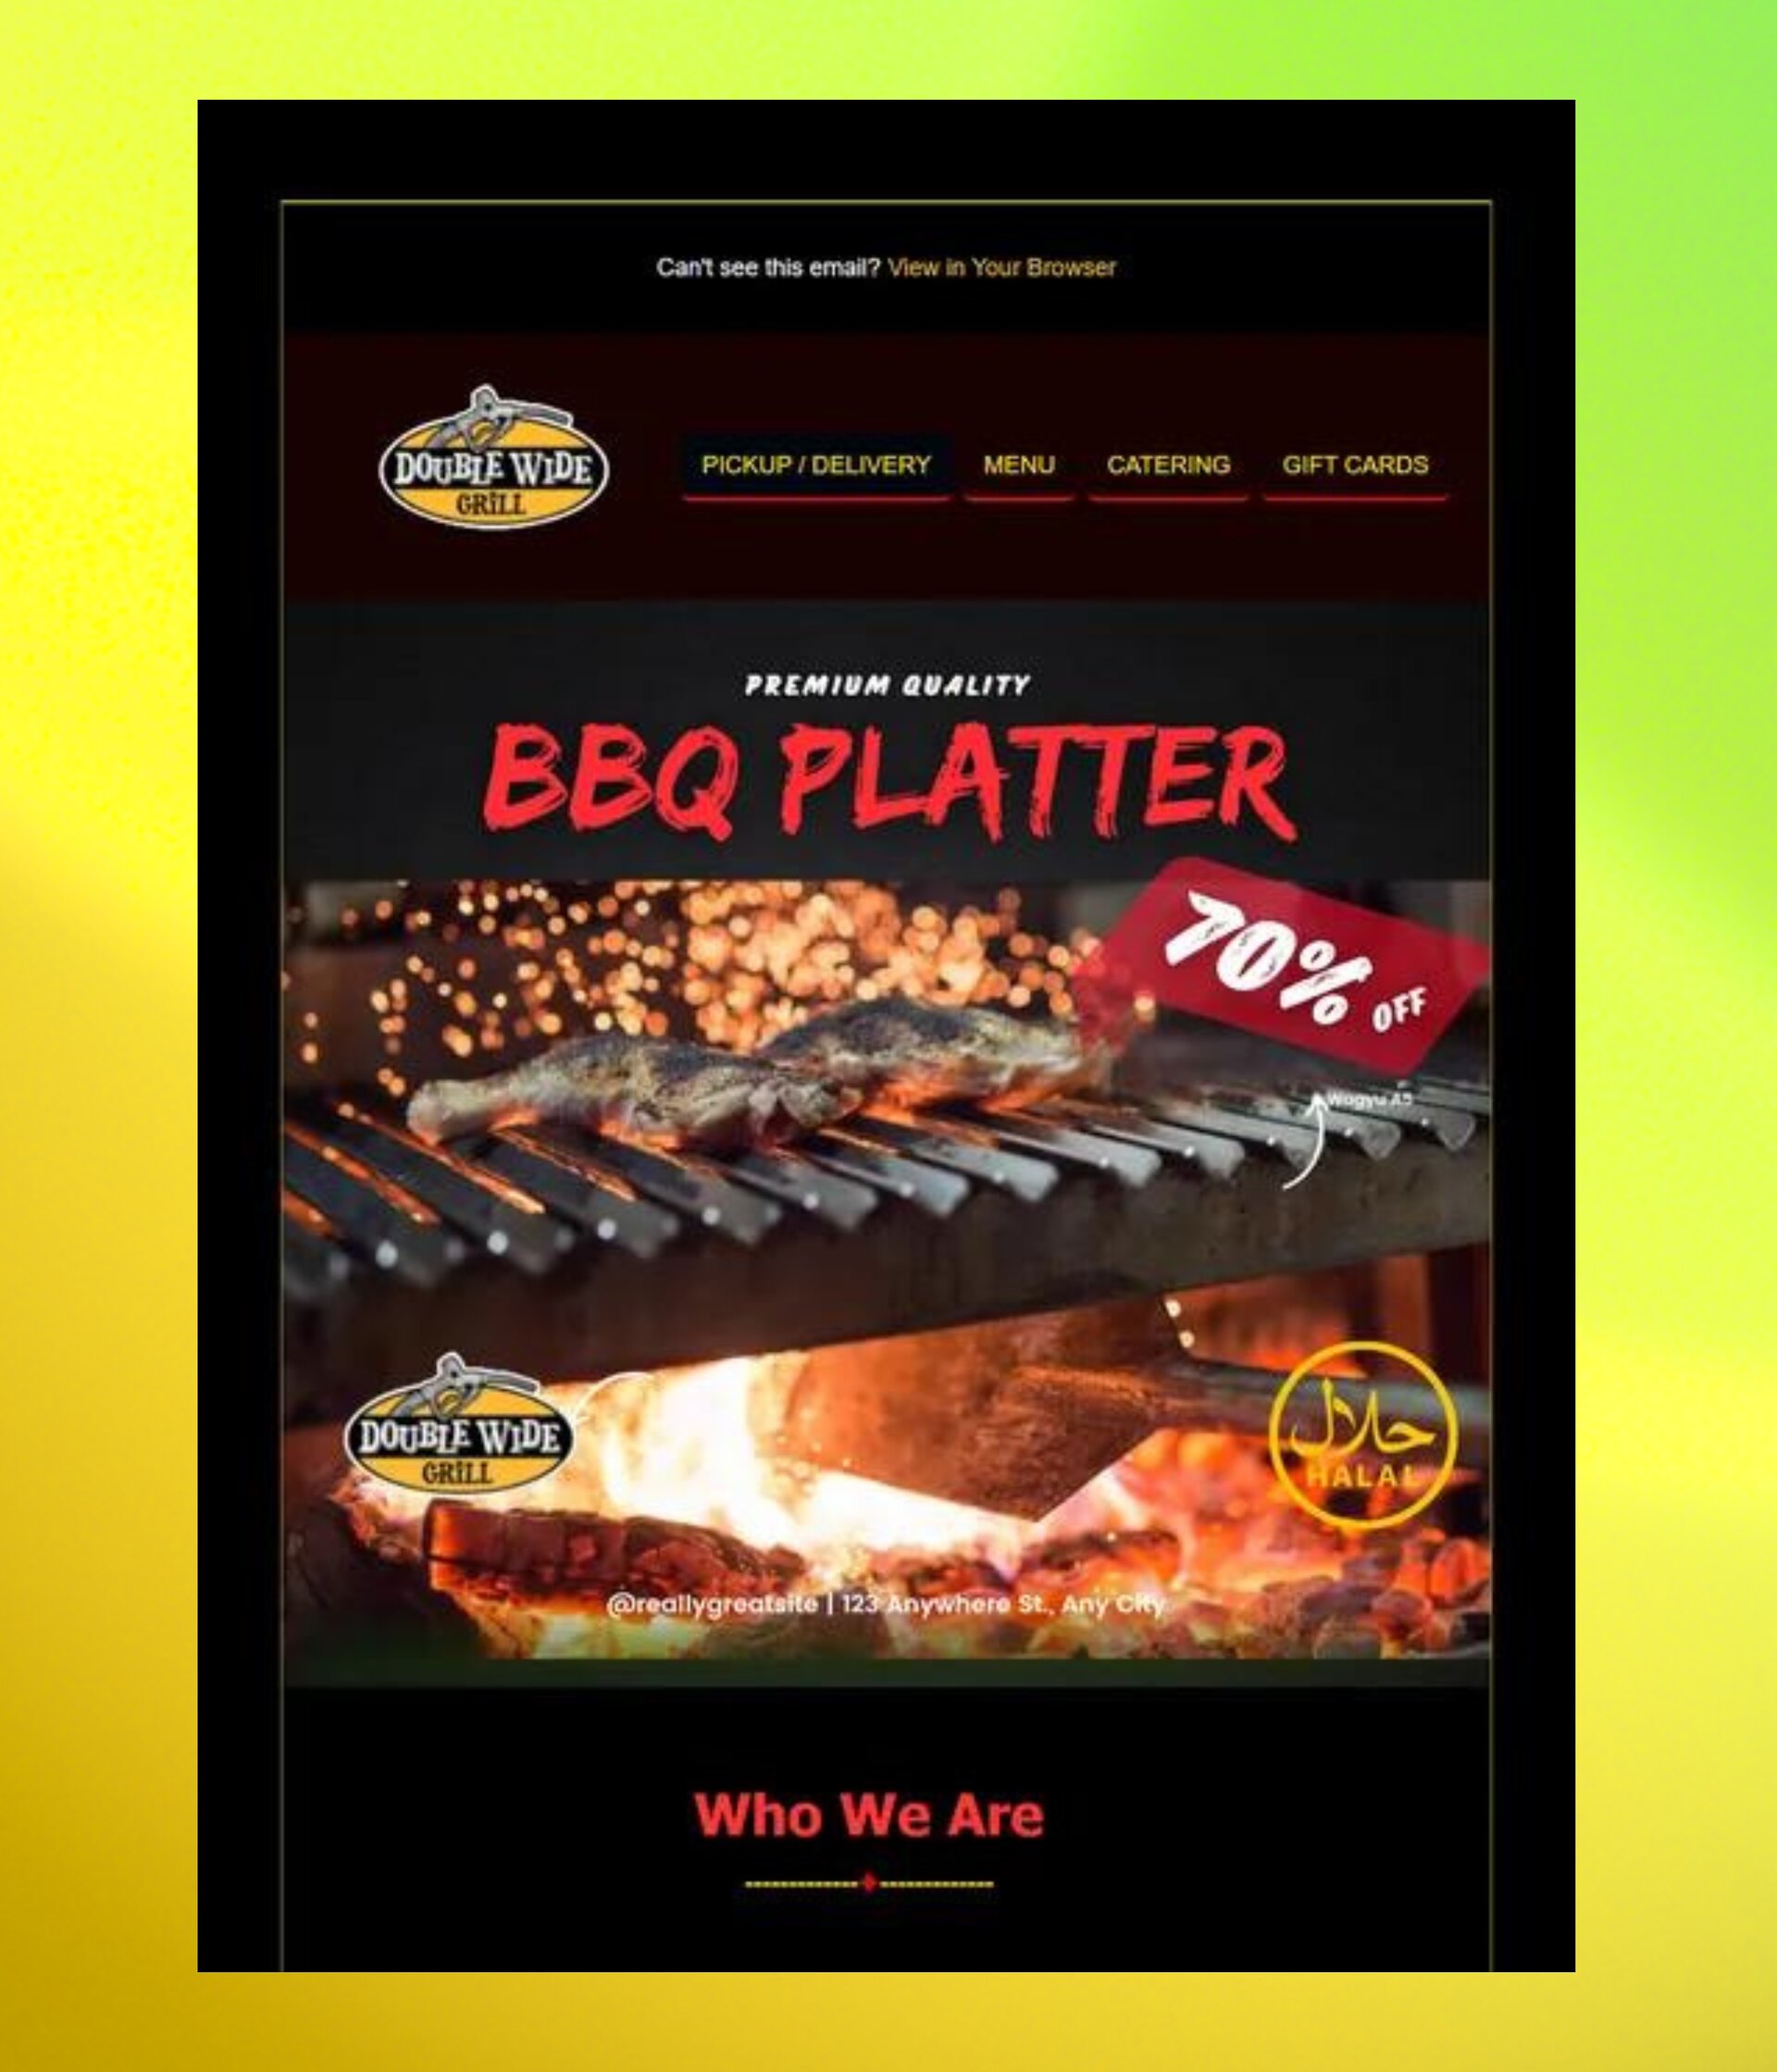 Can't see this email? View in Your Browser
DOUBLE WIDE
GRILL
PICKUP / DELIVERY MENU CATERING GIFT CARDS
PREMIUM QUALITY
BBQ PLATTER
70% OFF
Wagyu A5
DOUBLE WIDE
GRILL
حلال
HALAL
@reallygreatsite | 123 Anywhere St., Any City
Who We Are